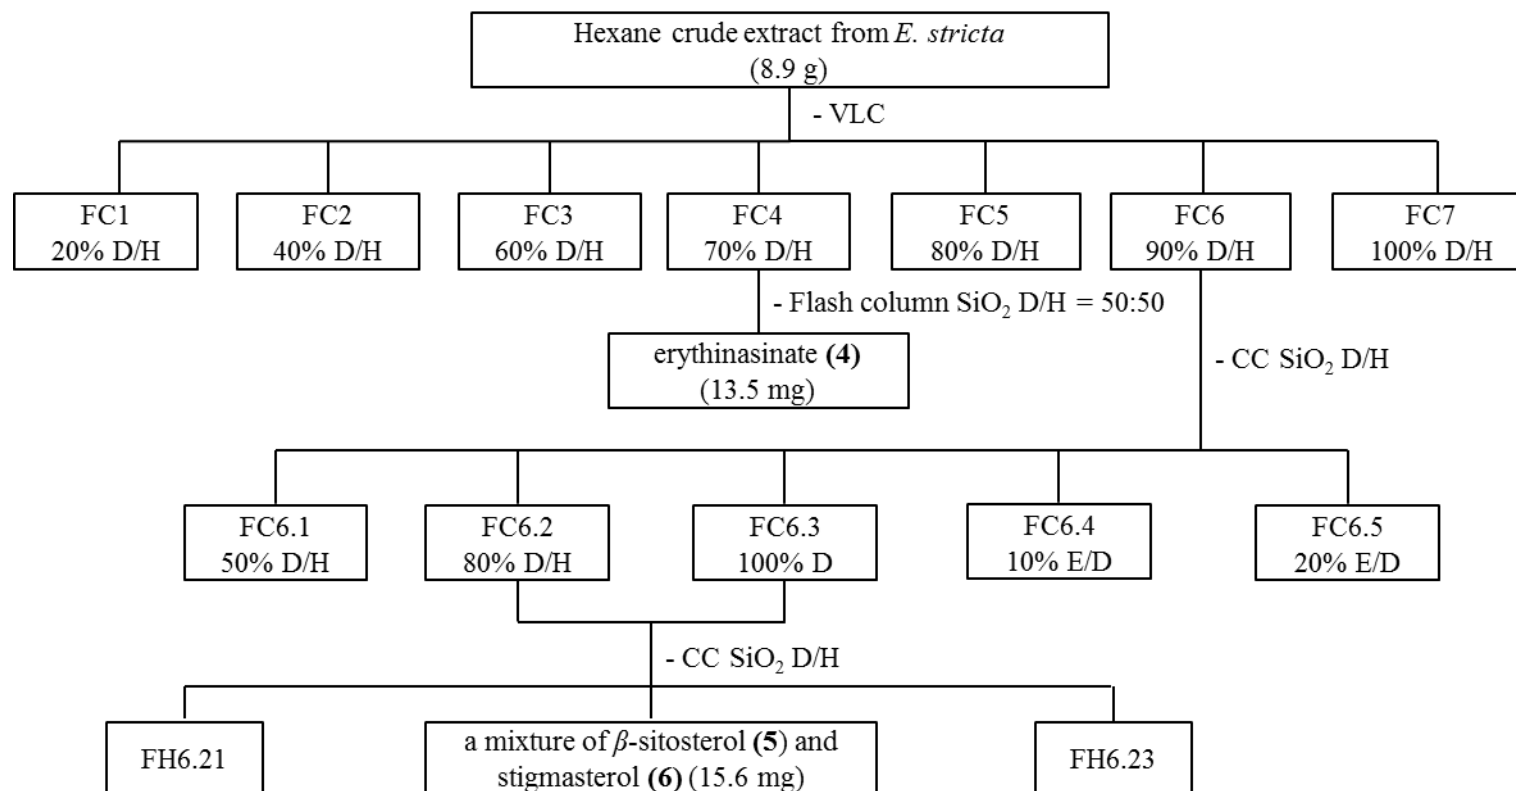 Hexane crude extract from E. stricta
(8.9 g)
- VLC
FC1
20% D/H
FC2
40% D/H
FC3
60% D/H
FC4
70% D/H
FC5
80% D/H
FC6
90% D/H
FC7
100% D/H
- Flash column SiO₂ D/H = 50:50
erythinasinate (4)
(13.5 mg)
- CC SiO₂ D/H
FC6.1
50% D/H
FC6.2
80% D/H
FC6.3
100% D
FC6.4
10% E/D
FC6.5
20% E/D
- CC SiO₂ D/H
FH6.21
a mixture of β-sitosterol (5) and
stigmasterol (6) (15.6 mg)
FH6.23